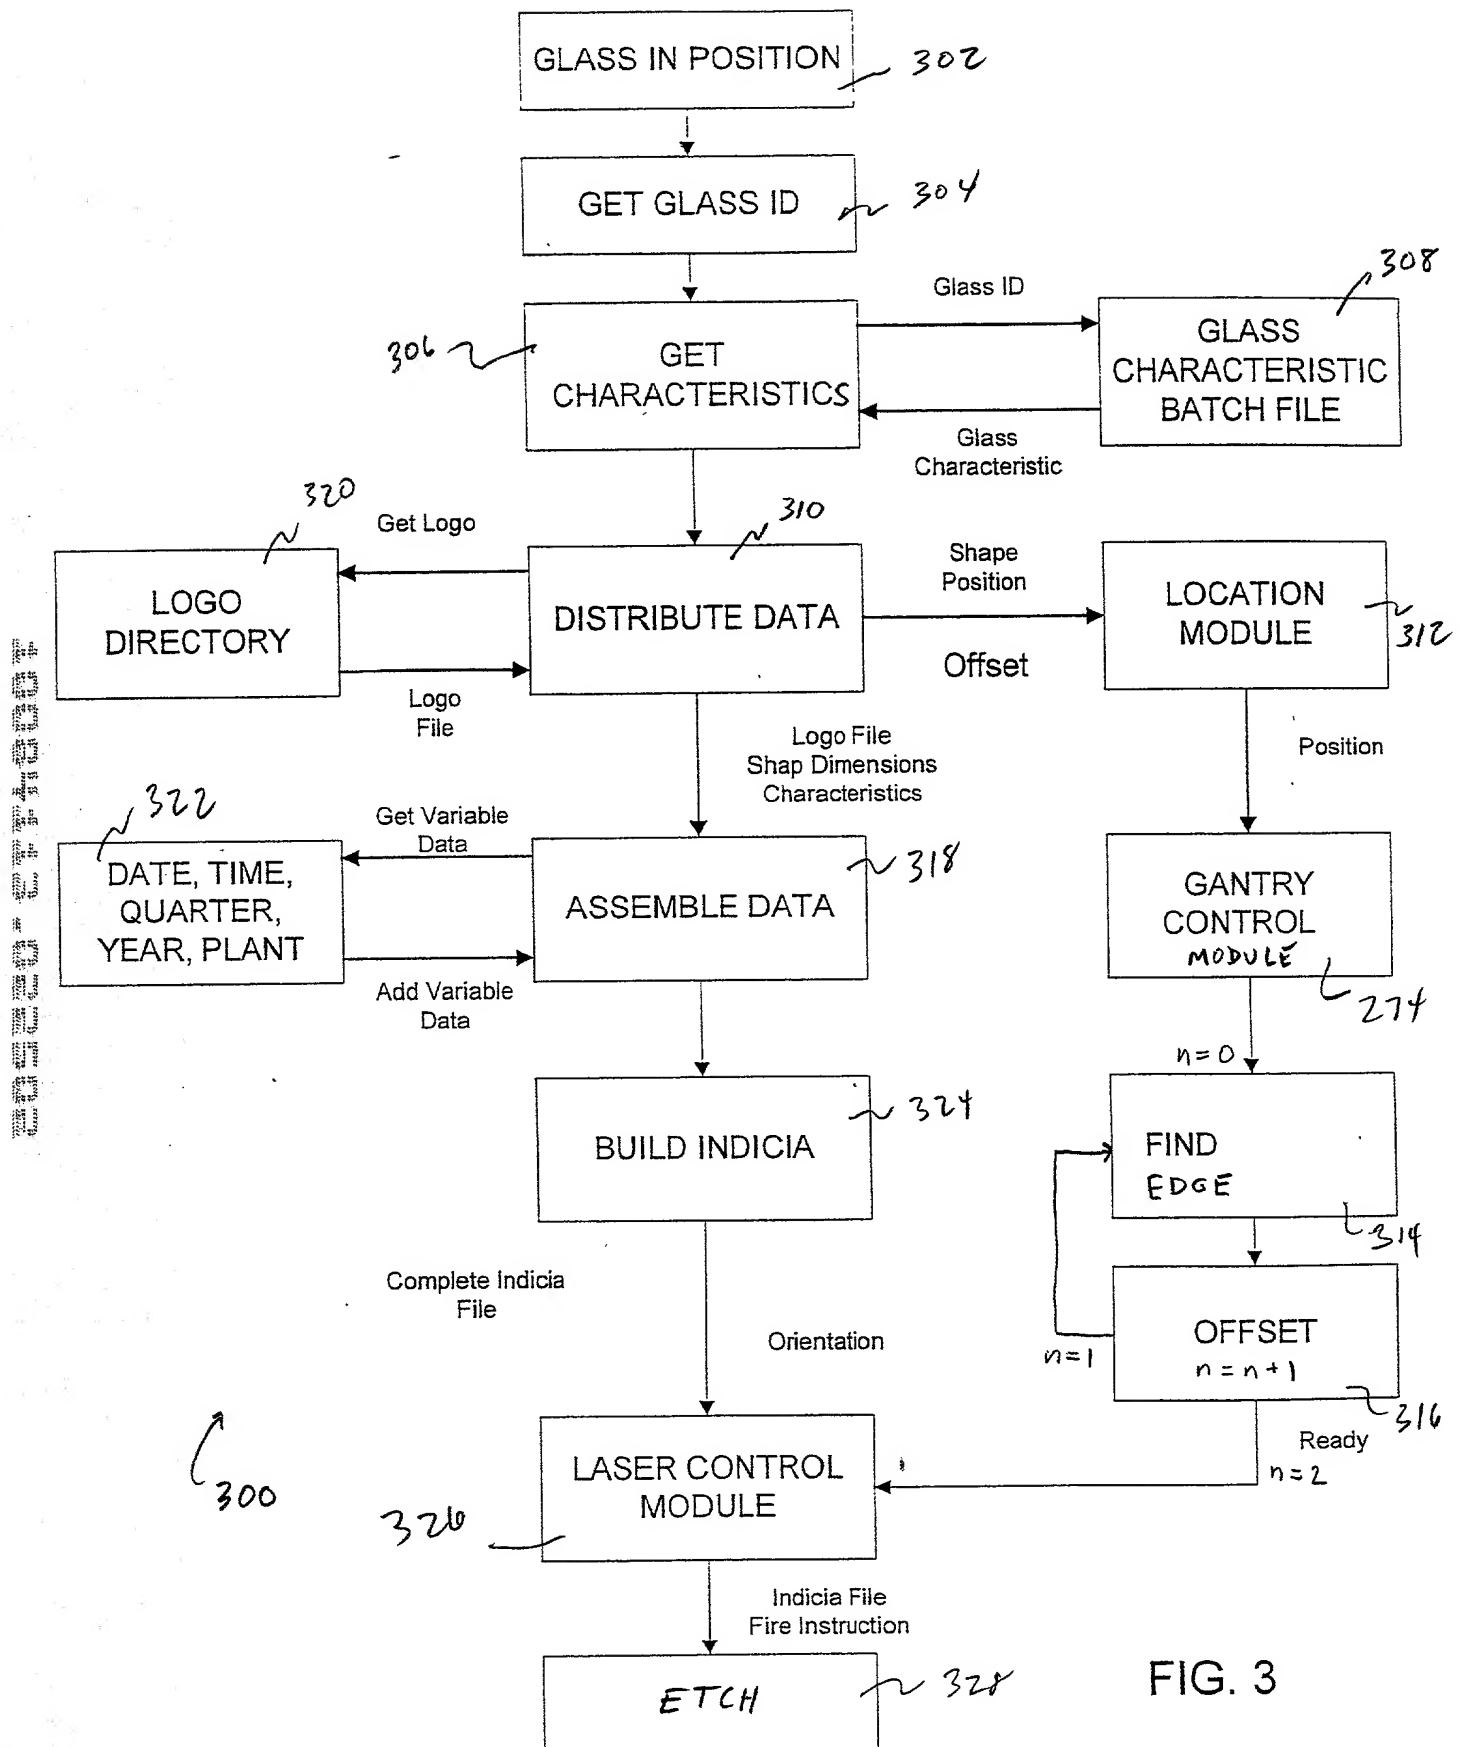 GLASS IN POSITION
302
GET GLASS ID
304
Glass ID
308
306
GET
CHARACTERISTICS
GLASS
CHARACTERISTIC
BATCH FILE
Glass
Characteristic
320
Get Logo
310
Shape
Position
LOGO
DIRECTORY
DISTRIBUTE DATA
LOCATION
MODULE
312
Offset
Logo
File
Logo File
Shap Dimensions
Characteristics
Position
322
Get Variable
Data
DATE, TIME,
QUARTER,
YEAR, PLANT
318
ASSEMBLE DATA
GANTRY
CONTROL
MODULE
274
Add Variable
Data
n=0
324
BUILD INDICIA
FIND
EDGE
314
Complete Indicia
File
Orientation
OFFSET
n=n+1
n=1
316
Ready
n=2
300
LASER CONTROL
MODULE
326
Indicia File
Fire Instruction
ETCH
328
FIG. 3